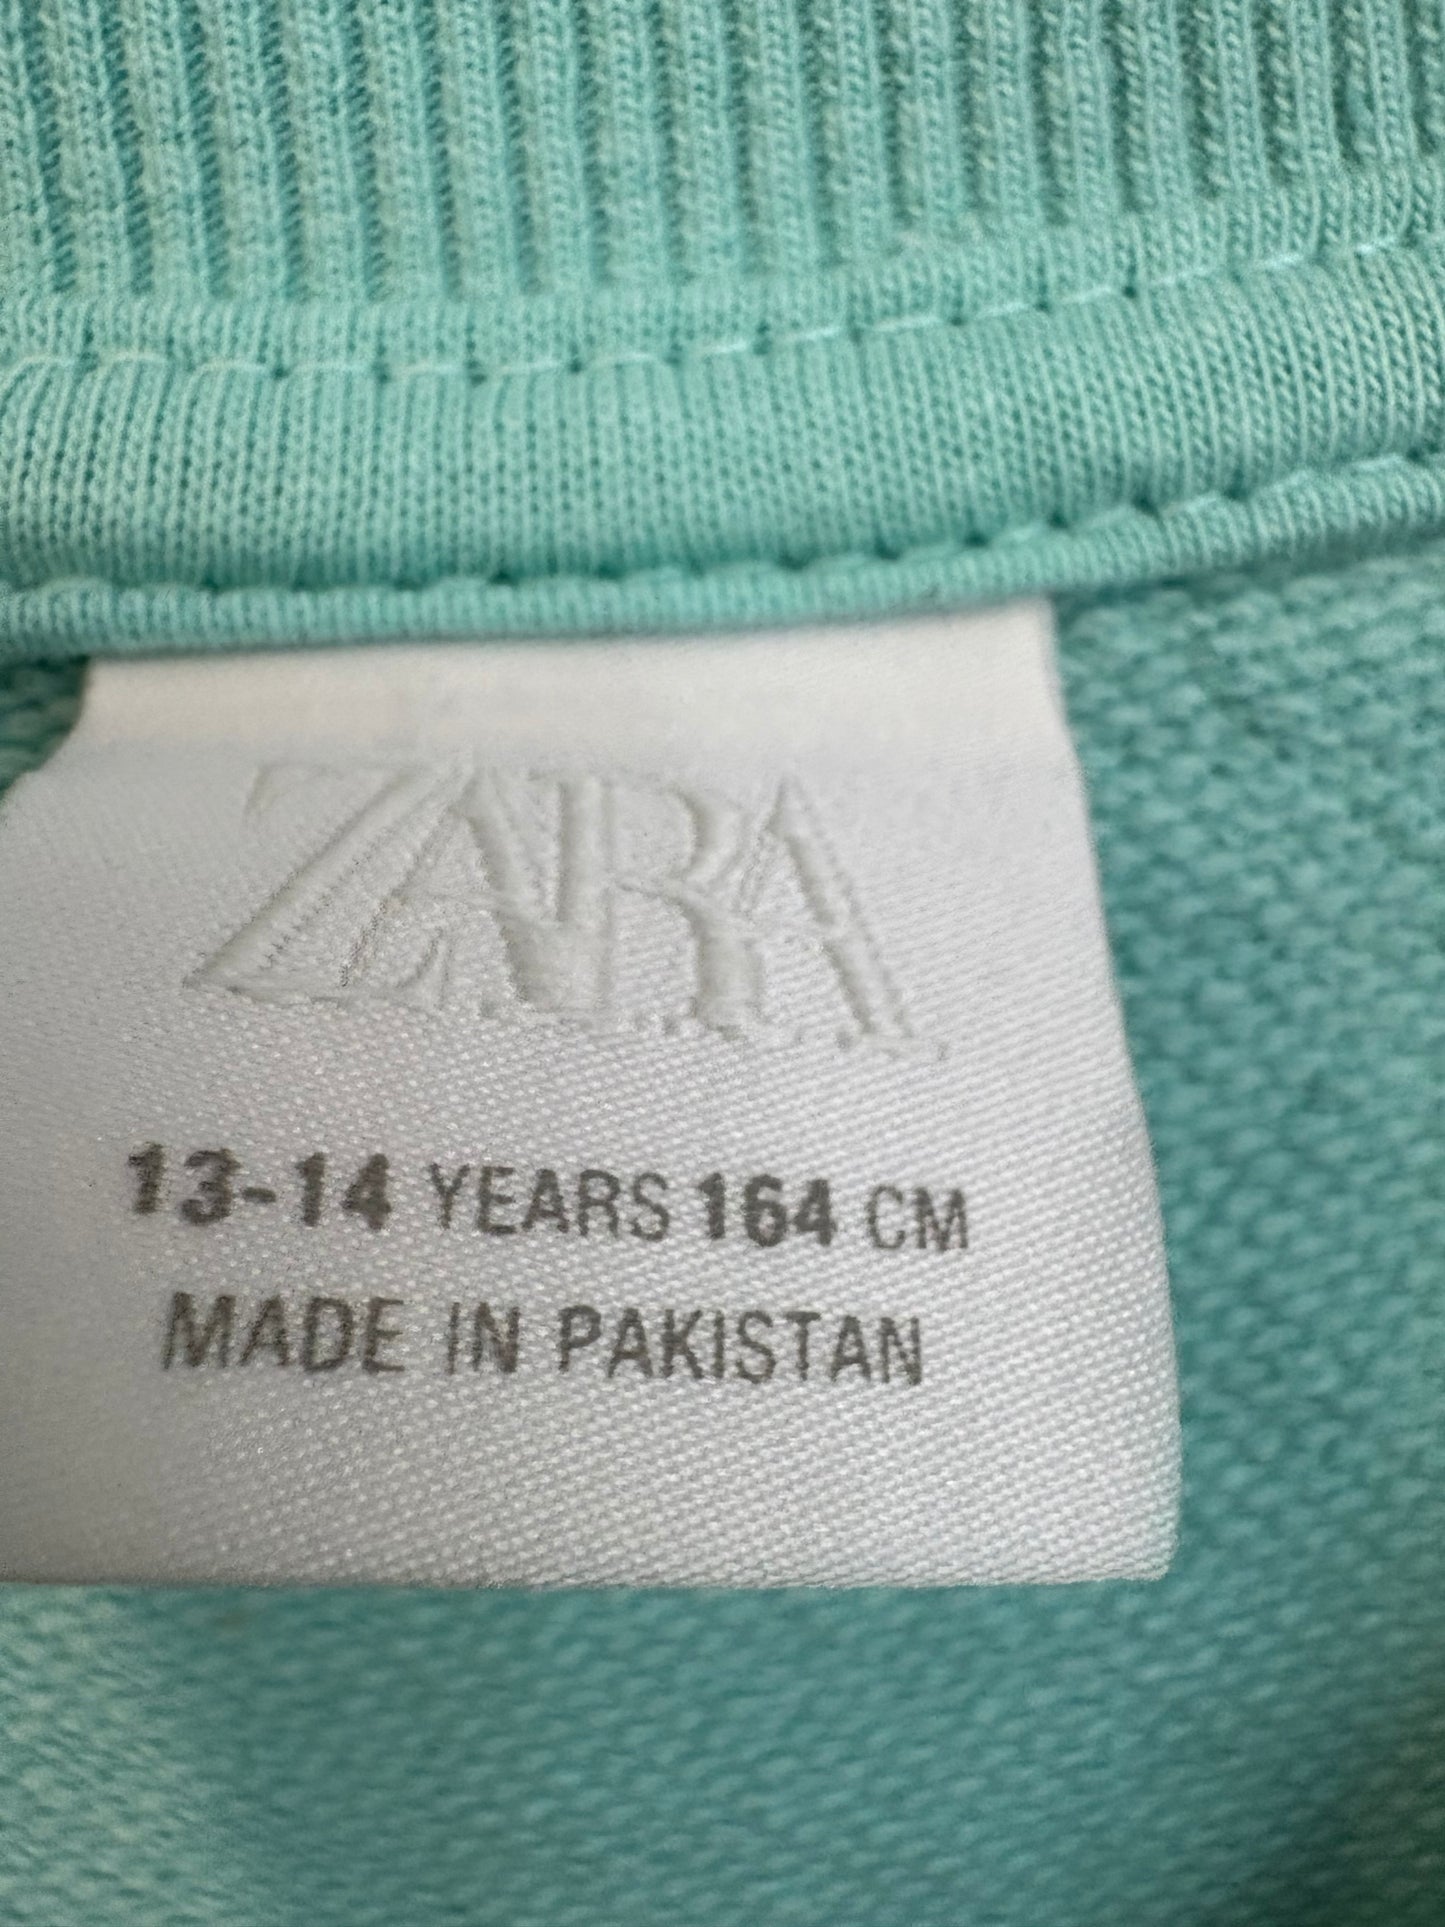 ZARA
13-14 YEARS 164 CM
MADE IN PAKISTAN